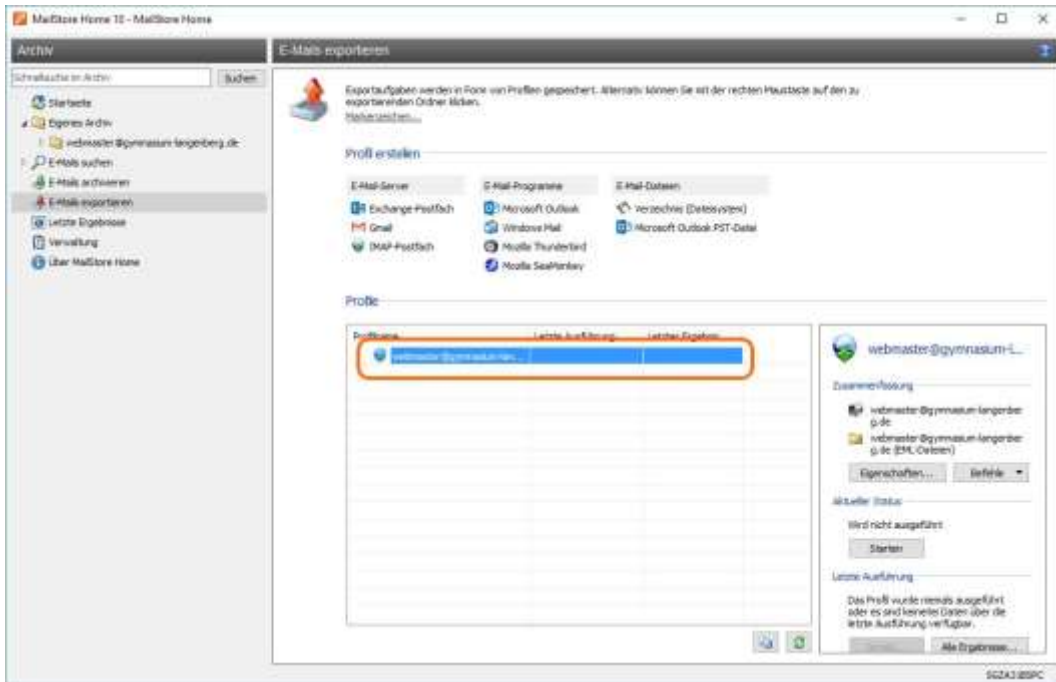 MailStore Home 10 - MailStore Home
Archiv
E-Mails exportieren
Schnellsuche im Archiv
Suchen
Startseite
Eigenes Archiv
webmaster@gymnasium-langenberg.de
E-Mails suchen
E-Mails archivieren
E-Mails exportieren
Letzte Ergebnisse
Verwaltung
Über MailStore Home
Exportaufgaben werden in Form von Profilen gespeichert. Alternativ können Sie mit der rechten Maustaste auf den zu
exportierenden Ordner klicken.
Profil erstellen
E-Mail-Server
E-Mail-Programme
E-Mail-Dateien
Exchange-Postfach
Microsoft Outlook
Verzeichnis (Dateisystem)
Gmail
Windows Mail
Microsoft Outlook PST-Datei
IMAP-Postfach
Mozilla Thunderbird
Mozilla SeaMonkey
Profile
Profilname
Letzte Ausführung
Letztes Ergebnis
webmaster@gymnasium-lan...
webmaster@gymnasium-l...
Zusammenfassung
webmaster@gymnasium-langenber
g.de
webmaster@gymnasium-langenber
g.de (EML-Dateien)
Eigenschaften...
Befehle
Aktueller Status
Wird nicht ausgeführt
Starten
Letzte Ausführung
Das Profil wurde niemals ausgeführt
oder es sind keinerlei Daten über die
letzte Ausführung verfügbar.
Alle Ergebnisse...